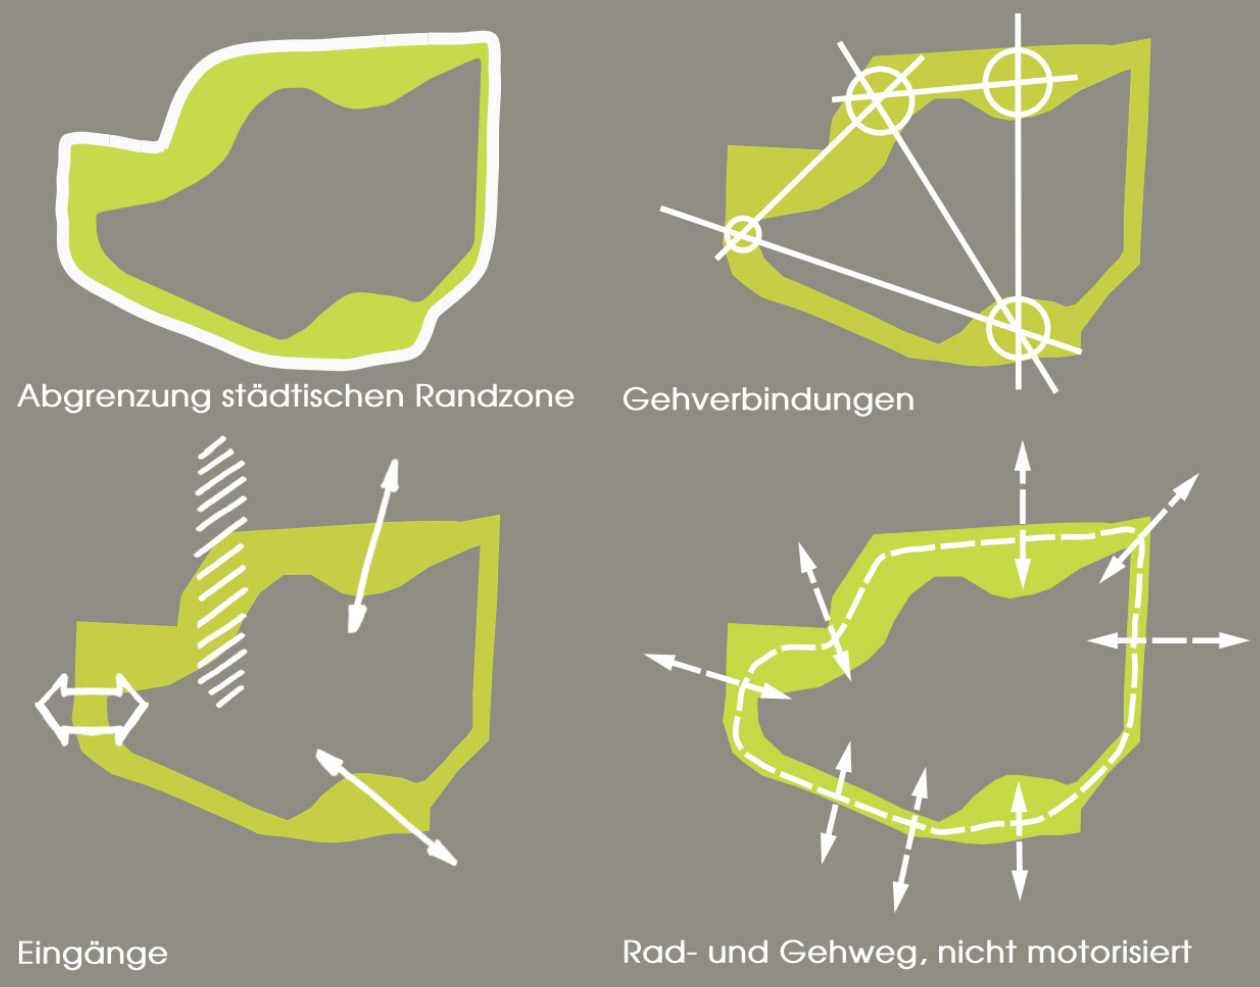 Abgrenzung städtischen Randzone
Gehverbindungen
Eingänge
Rad- und Gehweg, nicht motorisiert